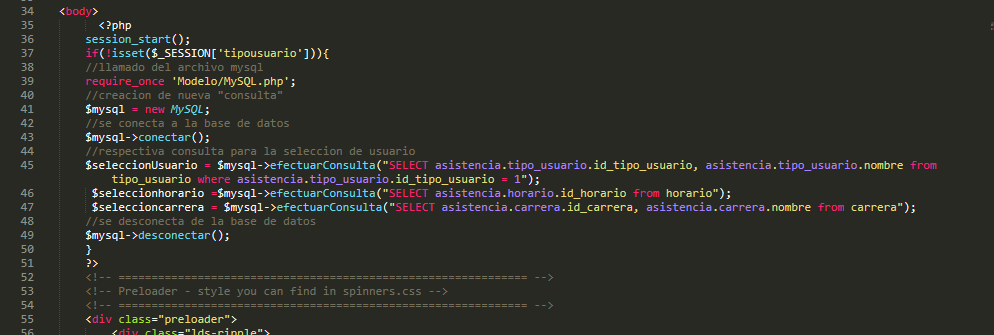 34 <body>
35 <?php
36 session_start();
37 if(!isset($_SESSION['tipousuario'])){
38 //llamado del archivo mysql
39 require_once 'Modelo/MySQL.php';
40 //creacion de nueva "consulta"
41 $mysql = new MySQL;
42 //se conecta a la base de datos
43 $mysql->conectar();
44 //respectiva consulta para la seleccion de usuario
45 $seleccionUsuario = $mysql->efectuarConsulta("SELECT asistencia.tipo_usuario.id_tipo_usuario, asistencia.tipo_usuario.nombre from
tipo_usuario where asistencia.tipo_usuario.id_tipo_usuario = 1");
46 $seleccionhorario =$mysql->efectuarConsulta("SELECT asistencia.horario.id_horario from horario");
47 $seleccioncarrera = $mysql->efectuarConsulta("SELECT asistencia.carrera.id_carrera, asistencia.carrera.nombre from carrera");
48 //se desconecta de la base de datos
49 $mysql->desconectar();
50 }
51 ?>
52 <!-- ============================================================== -->
53 <!-- Preloader - style you can find in spinners.css -->
54 <!-- ============================================================== -->
55 <div class="preloader">
56 <div class="lds-ripple">